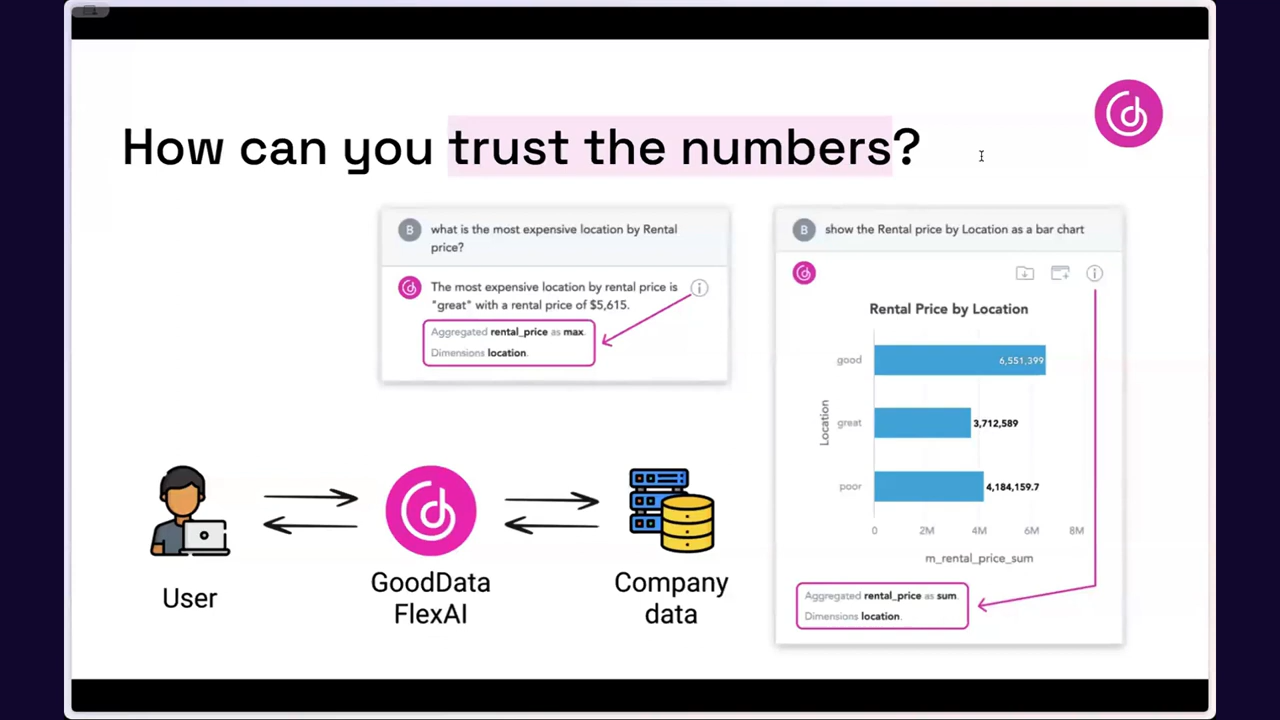 How can you trust the numbers?
B
what is the most expensive location by Rental
price?
The most expensive location by rental price is
"great" with a rental price of $5,615.
Aggregated rental_price as max.
Dimensions location.
B
show the Rental price by Location as a bar chart
Rental Price by Location
Location
good
6,551,399
great
3,712,589
poor
4,184,159.7
0 2M 4M 6M 8M
m_rental_price_sum
Aggregated rental_price as sum.
Dimensions location.
User
GoodData
FlexAI
Company
data